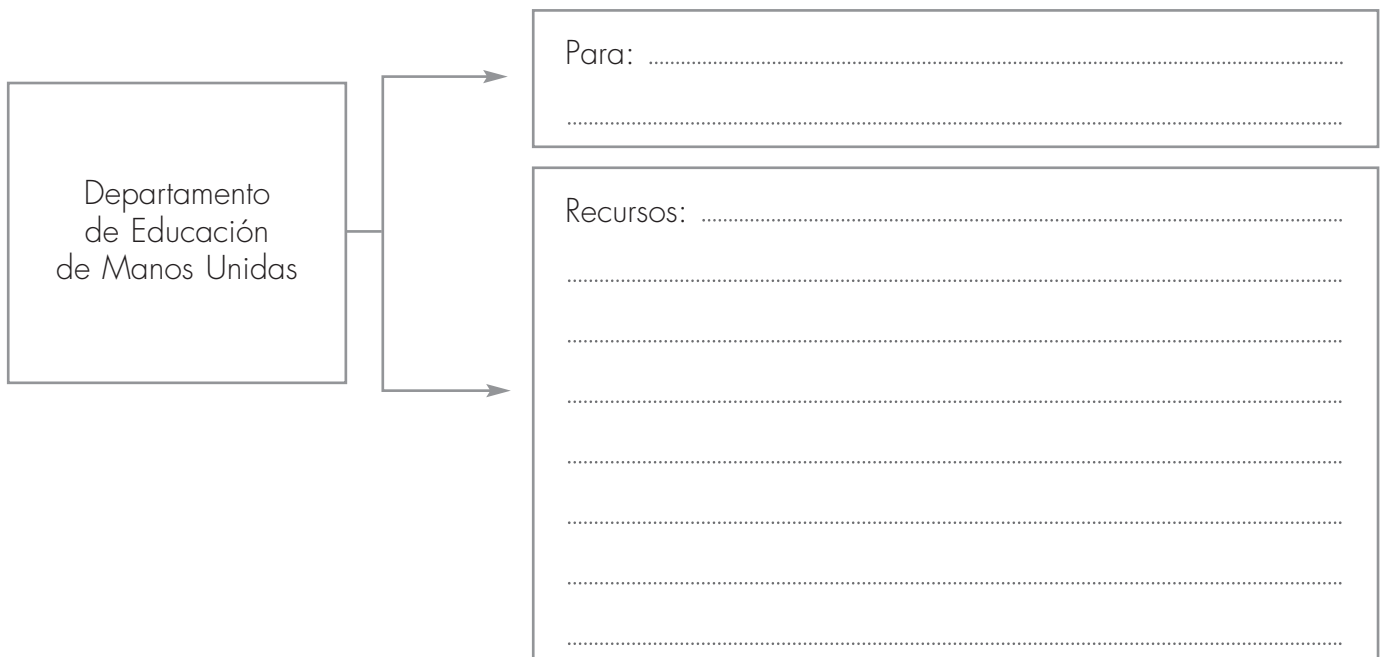 Departamento
de Educación
de Manos Unidas
Para:
Recursos: